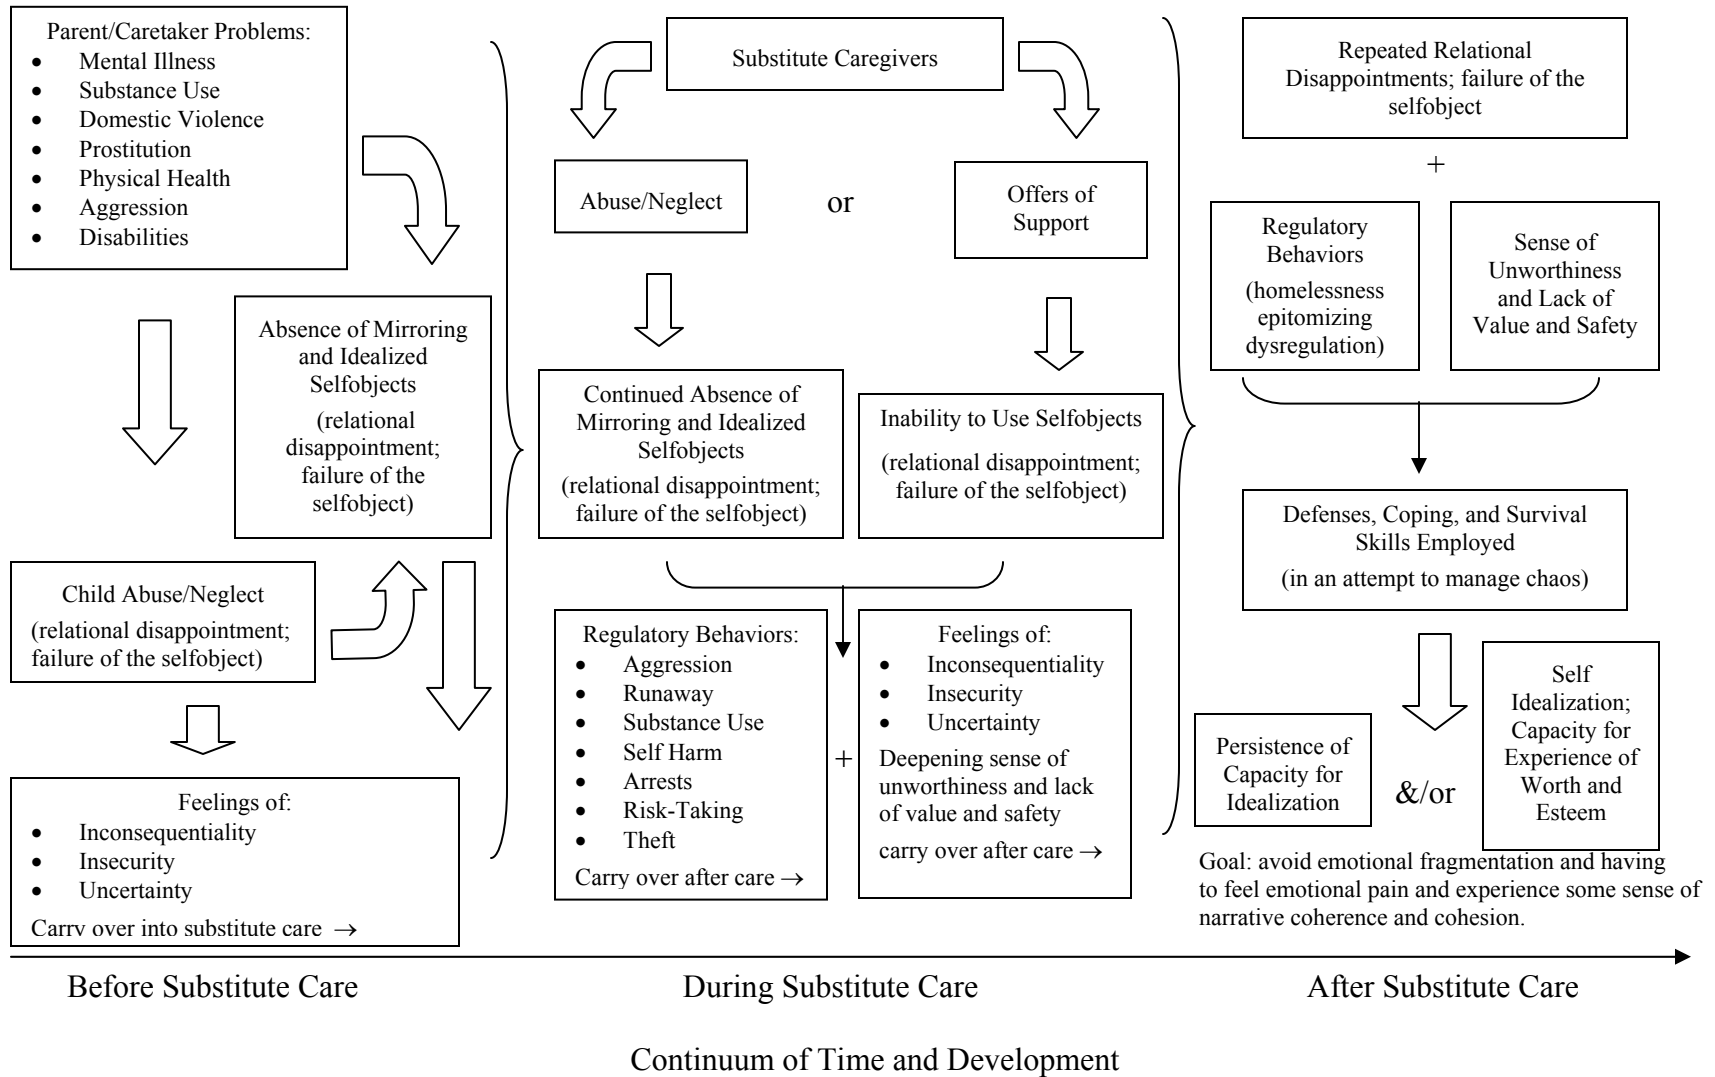 Parent/Caretaker Problems:
• Mental Illness
• Substance Use
• Domestic Violence
• Prostitution
• Physical Health
• Aggression
• Disabilities
Absence of Mirroring
and Idealized
Selfobjects
(relational
disappointment;
failure of the
selfobject)
Child Abuse/Neglect
(relational disappointment;
failure of the selfobject)
Feelings of:
• Inconsequentiality
• Insecurity
• Uncertainty
Carry over into substitute care →
Substitute Caregivers
Abuse/Neglect
or
Offers of
Support
Continued Absence of
Mirroring and Idealized
Selfobjects
(relational disappointment;
failure of the selfobject)
Inability to Use Selfobjects
(relational disappointment;
failure of the selfobject)
Regulatory Behaviors:
• Aggression
• Runaway
• Substance Use
• Self Harm
• Arrests
• Risk-Taking
• Theft
Carry over after care →
+
Feelings of:
• Inconsequentiality
• Insecurity
• Uncertainty
Deepening sense of
unworthiness and lack
of value and safety
carry over after care →
Repeated Relational
Disappointments; failure of the
selfobject
+
Regulatory
Behaviors
(homelessness
epitomizing
dysregulation)
Sense of
Unworthiness
and Lack of
Value and Safety
Defenses, Coping, and Survival
Skills Employed
(in an attempt to manage chaos)
Persistence of
Capacity for
Idealization
&/or
Self
Idealization;
Capacity for
Experience of
Worth and
Esteem
Goal: avoid emotional fragmentation and having
to feel emotional pain and experience some sense of
narrative coherence and cohesion.
Before Substitute Care
During Substitute Care
After Substitute Care
Continuum of Time and Development